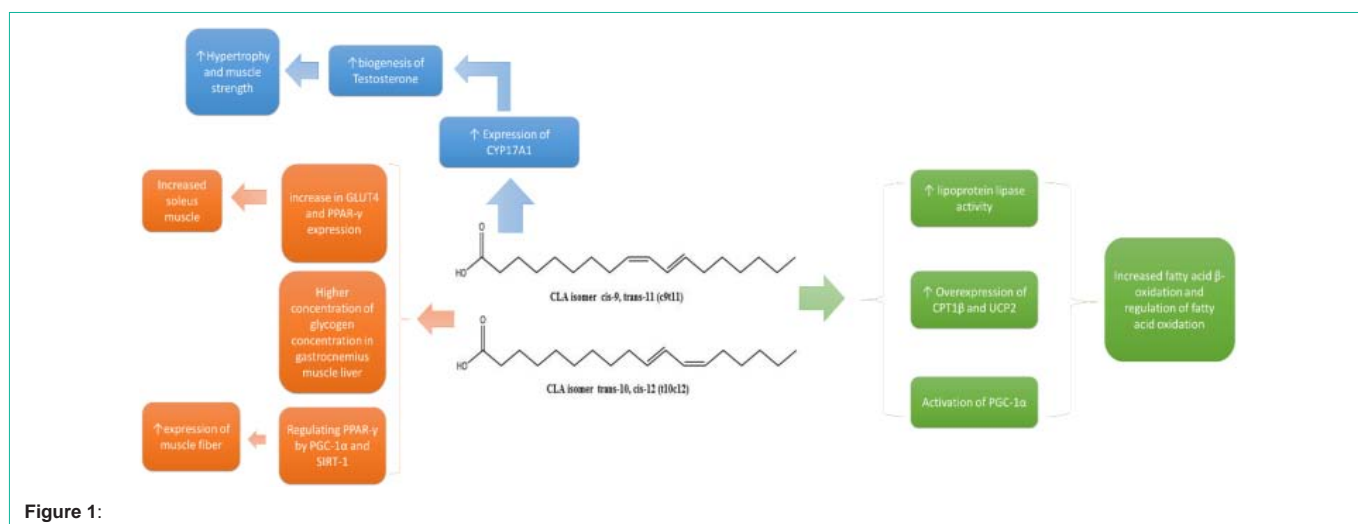 ↑Hypertrophy
and muscle
strength
↑biogenesis of
Testosterone
↑ Expression of
CYP17A1
Increased
soleus
muscle
increase in GLUT4
and PPAR-γ
expression
Higher
concentration of
glycogen
concentration in
gastrocnemius
muscle liver
↑expression of
muscle fiber
Regulating PPAR-γ
by PGC-1α and
SIRT-1
O
HO
CLA isomer cis-9, trans-11 (c9t11)
O
HO
CLA isomer trans-10, cis-12 (t10c12)
↑ lipoprotein lipase
activity
↑ Overexpression of
CPT1β and UCP2
Activation of PGC-1α
Increased fatty acid β-
oxidation and
regulation of fatty
acid oxidation
Figure 1: